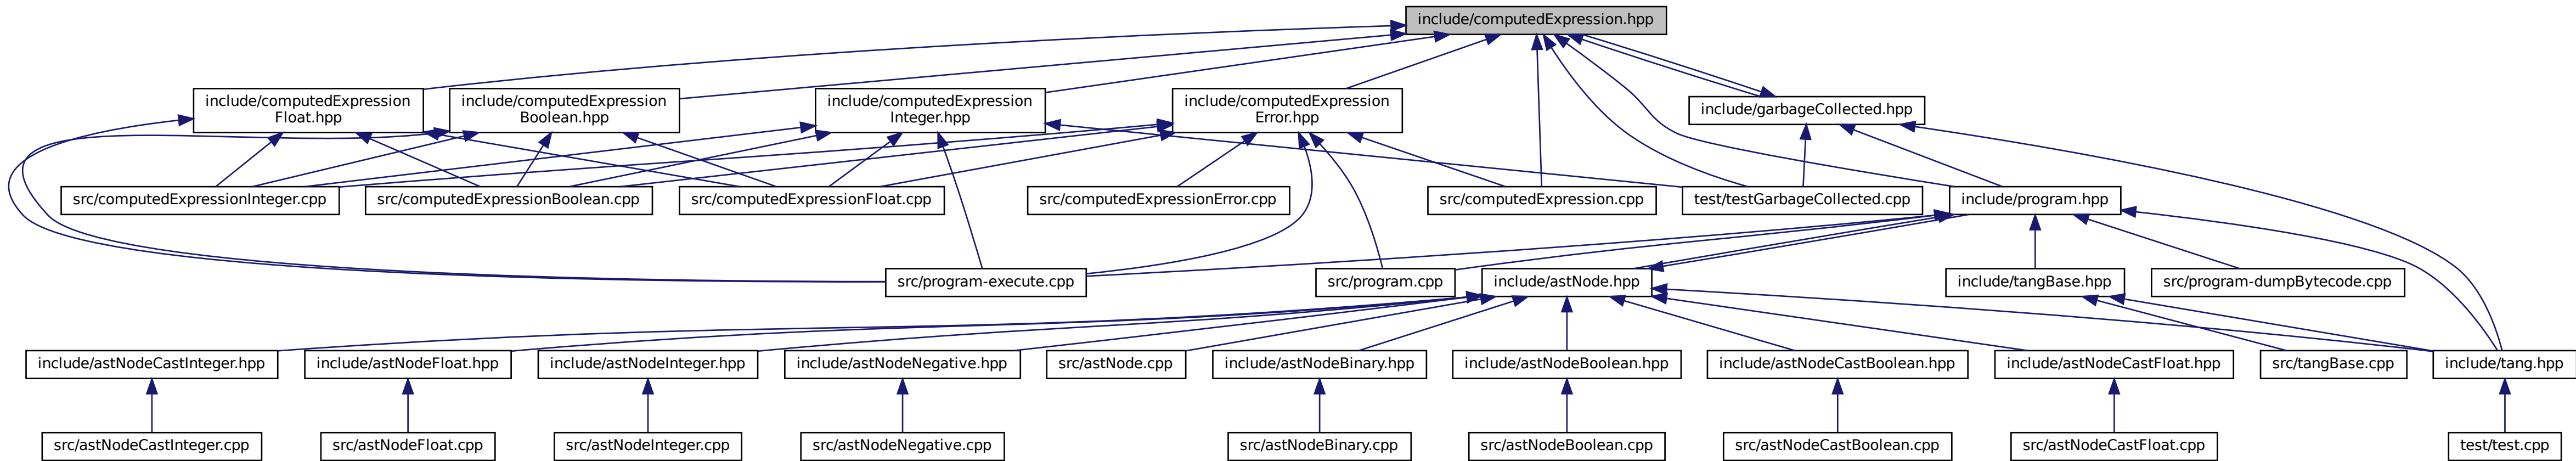 include/computedExpression.hpp
include/computedExpression
Float.hpp
include/computedExpression
Boolean.hpp
include/computedExpression
Integer.hpp
include/computedExpression
Error.hpp
include/garbageCollected.hpp
src/computedExpressionInteger.cpp
src/computedExpressionBoolean.cpp
src/computedExpressionFloat.cpp
src/computedExpressionError.cpp
src/computedExpression.cpp
test/testGarbageCollected.cpp
include/program.hpp
src/program-execute.cpp
src/program.cpp
include/astNode.hpp
include/tangBase.hpp
src/program-dumpBytecode.cpp
include/astNodeCastInteger.hpp
include/astNodeFloat.hpp
include/astNodeInteger.hpp
include/astNodeNegative.hpp
src/astNode.cpp
include/astNodeBinary.hpp
include/astNodeBoolean.hpp
include/astNodeCastBoolean.hpp
include/astNodeCastFloat.hpp
src/tangBase.cpp
include/tang.hpp
src/astNodeCastInteger.cpp
src/astNodeFloat.cpp
src/astNodeInteger.cpp
src/astNodeNegative.cpp
src/astNodeBinary.cpp
src/astNodeBoolean.cpp
src/astNodeCastBoolean.cpp
src/astNodeCastFloat.cpp
test/test.cpp